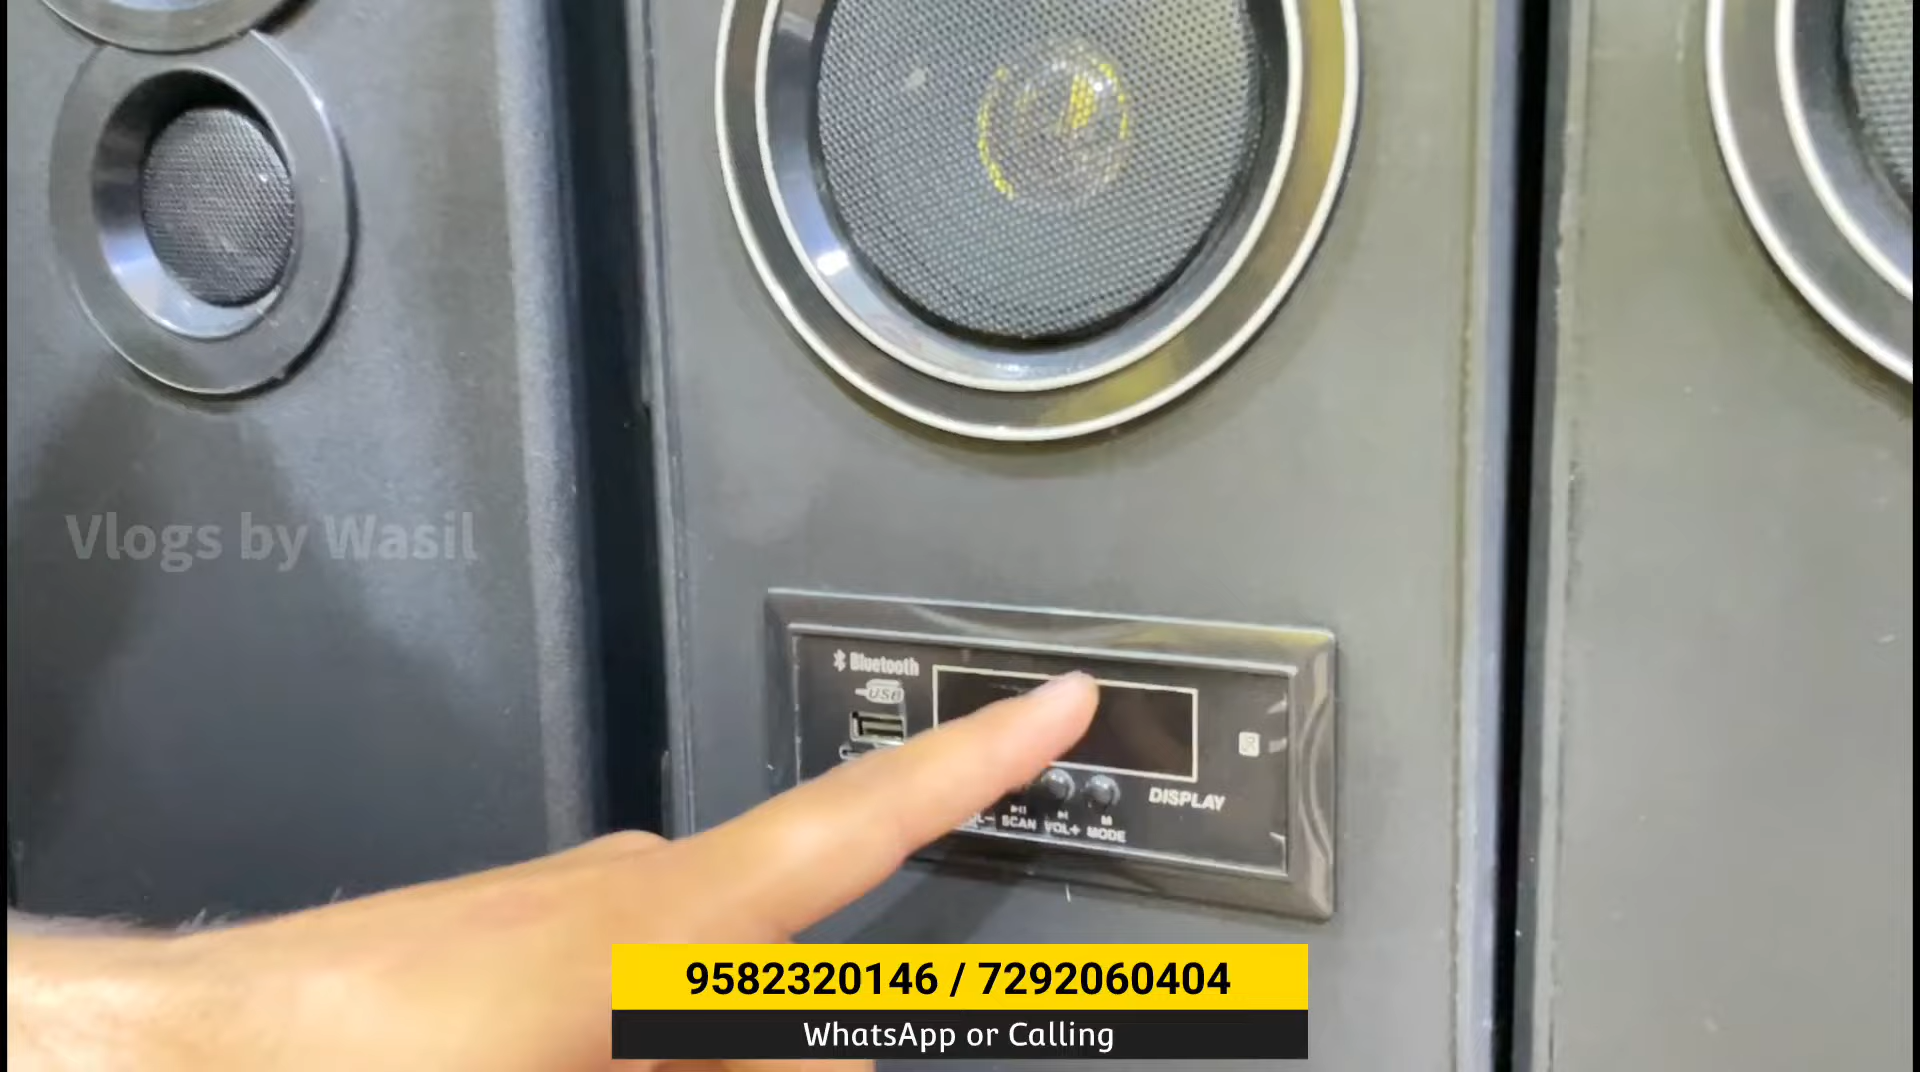 Vlogs by Wasil
Bluetooth
USB
DISPLAY
SCAN VOL+ MODE
9582320146 / 7292060404
WhatsApp or Calling